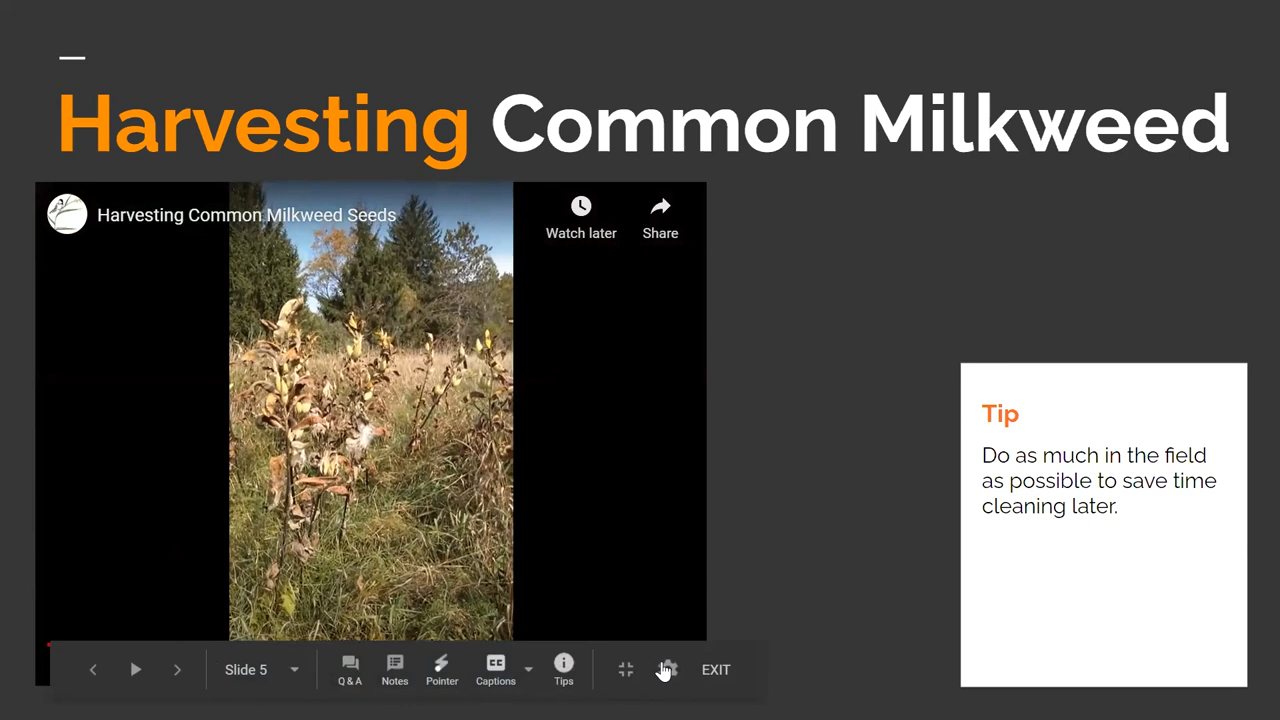 Harvesting Common Milkweed
Harvesting Common Milkweed Seeds
Watch later
Share
Tip
Do as much in the field
as possible to save time
cleaning later.
Slide 5
Q & A
Notes
Pointer
CC
Captions
Tips
EXIT